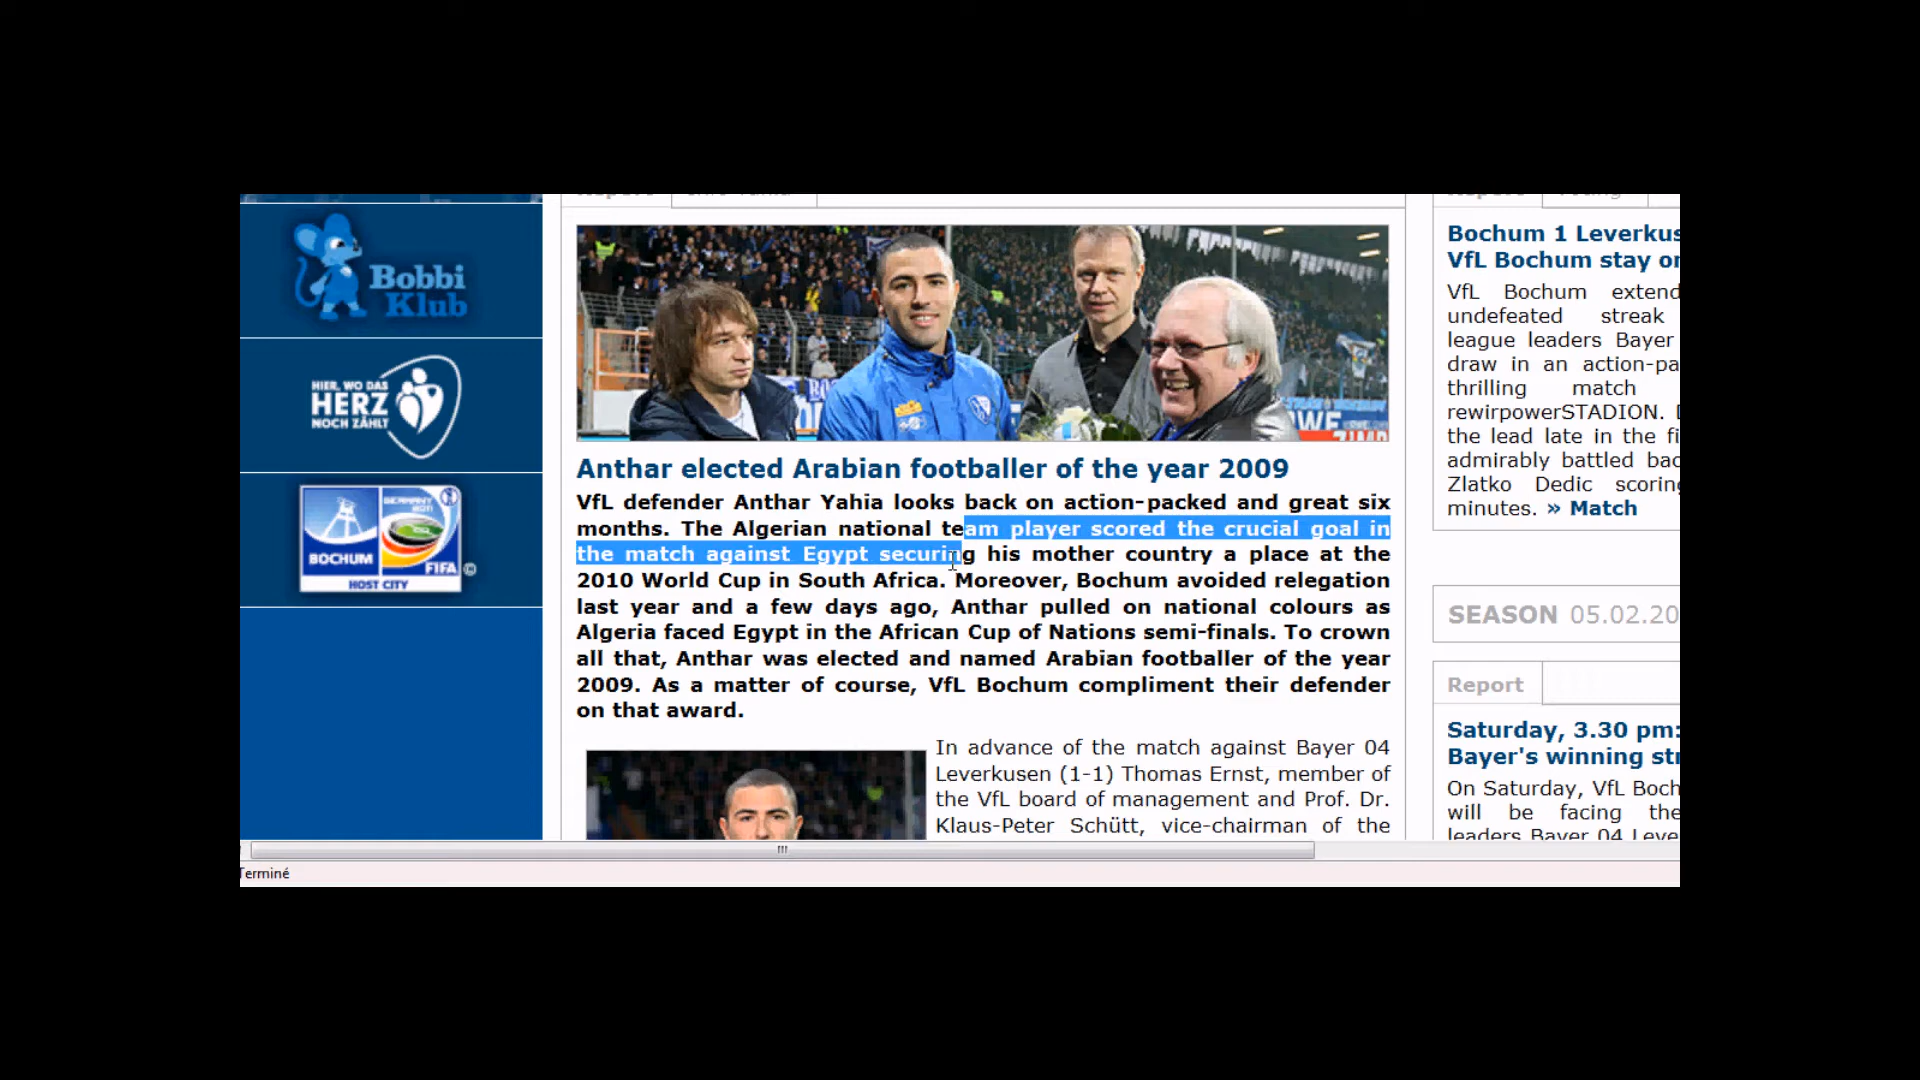 Bobbi
Klub
HIER, WO DAS
HERZ
NOCH ZÄHLT
BOCHUM
GERMANY
2011
FIFA ©
HOST CITY
Anthar elected Arabian footballer of the year 2009
VfL defender Anthar Yahia looks back on action-packed and great six
months. The Algerian national team player scored the crucial goal in
the match against Egypt securing his mother country a place at the
2010 World Cup in South Africa. Moreover, Bochum avoided relegation
last year and a few days ago, Anthar pulled on national colours as
Algeria faced Egypt in the African Cup of Nations semi-finals. To crown
all that, Anthar was elected and named Arabian footballer of the year
2009. As a matter of course, VfL Bochum compliment their defender
on that award.
In advance of the match against Bayer 04
Leverkusen (1-1) Thomas Ernst, member of
the VfL board of management and Prof. Dr.
Klaus-Peter Schütt, vice-chairman of the
Bochum 1 Leverkus
VfL Bochum stay o
VfL Bochum extend
undefeated streak
league leaders Bayer
draw in an action-pa
thrilling match
rewirpowerSTADION.
the lead late in the fi
admirably battled bac
Zlatko Dedic scoring
minutes. » Match
SEASON 05.02.20
Report
Saturday, 3.30 pm:
Bayer's winning str
On Saturday, VfL Boch
will be facing the
leaders Bayer 04 Leve
Terminé